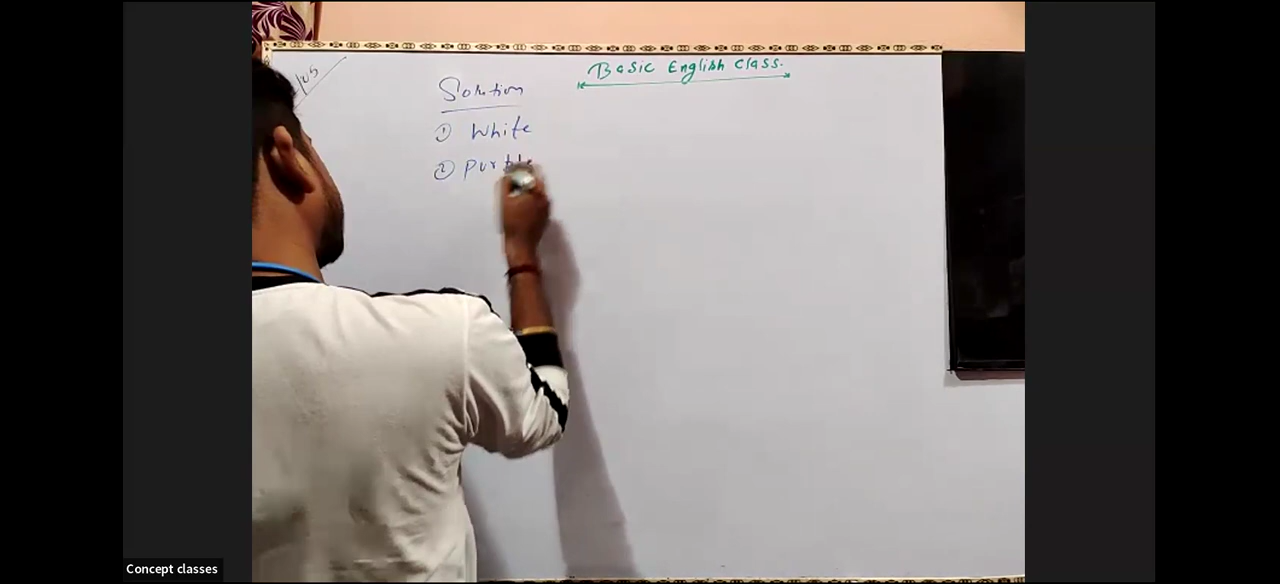 Basic English Class.
Solution
① White
② Purple
Concept classes